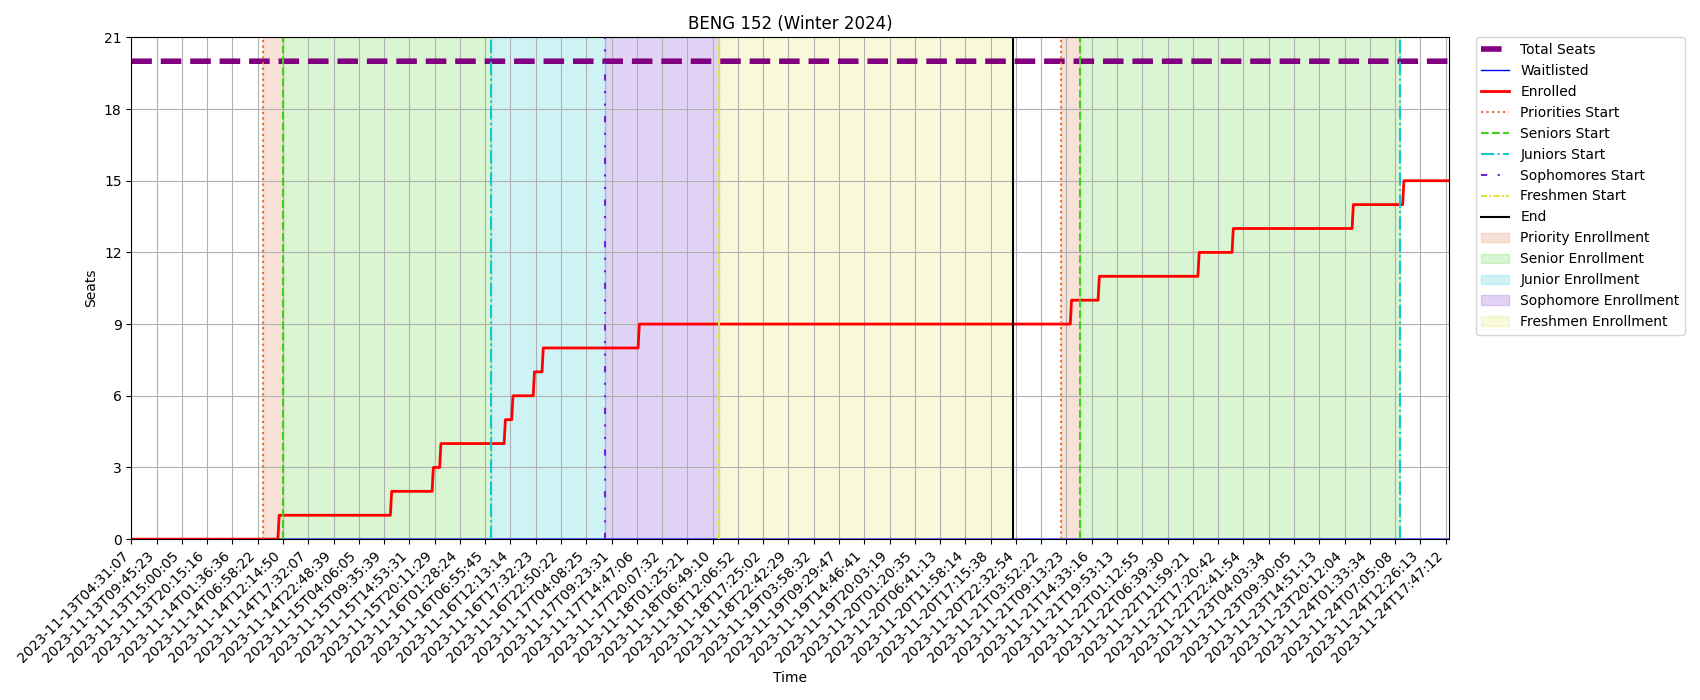 BENG 152 (Winter 2024)
21
18
15
12
9
6
3
0
Seats
2023-11-13T04:31:07
2023-11-13T09:45:23
2023-11-13T15:00:05
2023-11-13T20:15:16
2023-11-14T01:36:36
2023-11-14T06:58:22
2023-11-14T12:14:50
2023-11-14T17:32:07
2023-11-14T22:48:39
2023-11-15T04:06:05
2023-11-15T09:35:39
2023-11-15T14:53:31
2023-11-15T20:11:29
2023-11-16T01:28:24
2023-11-16T06:55:45
2023-11-16T12:13:14
2023-11-16T17:32:23
2023-11-16T22:50:22
2023-11-17T04:08:25
2023-11-17T09:23:31
2023-11-17T14:47:06
2023-11-17T20:07:32
2023-11-18T01:25:21
2023-11-18T06:49:10
2023-11-18T12:06:52
2023-11-18T17:25:02
2023-11-18T22:42:29
2023-11-19T03:58:32
2023-11-19T09:29:47
2023-11-19T14:46:41
2023-11-19T20:03:19
2023-11-20T01:20:35
2023-11-20T06:41:13
2023-11-20T11:58:14
2023-11-20T17:15:38
2023-11-20T22:32:54
2023-11-21T03:52:22
2023-11-21T09:13:23
2023-11-21T14:33:16
2023-11-21T19:53:13
2023-11-22T01:12:55
2023-11-22T06:39:30
2023-11-22T11:59:21
2023-11-22T17:20:42
2023-11-22T22:41:54
2023-11-23T04:03:34
2023-11-23T09:30:05
2023-11-23T14:51:13
2023-11-23T20:12:04
2023-11-24T01:33:34
2023-11-24T07:05:08
2023-11-24T12:26:13
2023-11-24T17:47:12
Time
Total Seats
Waitlisted
Enrolled
Priorities Start
Seniors Start
Juniors Start
Sophomores Start
Freshmen Start
End
Priority Enrollment
Senior Enrollment
Junior Enrollment
Sophomore Enrollment
Freshmen Enrollment